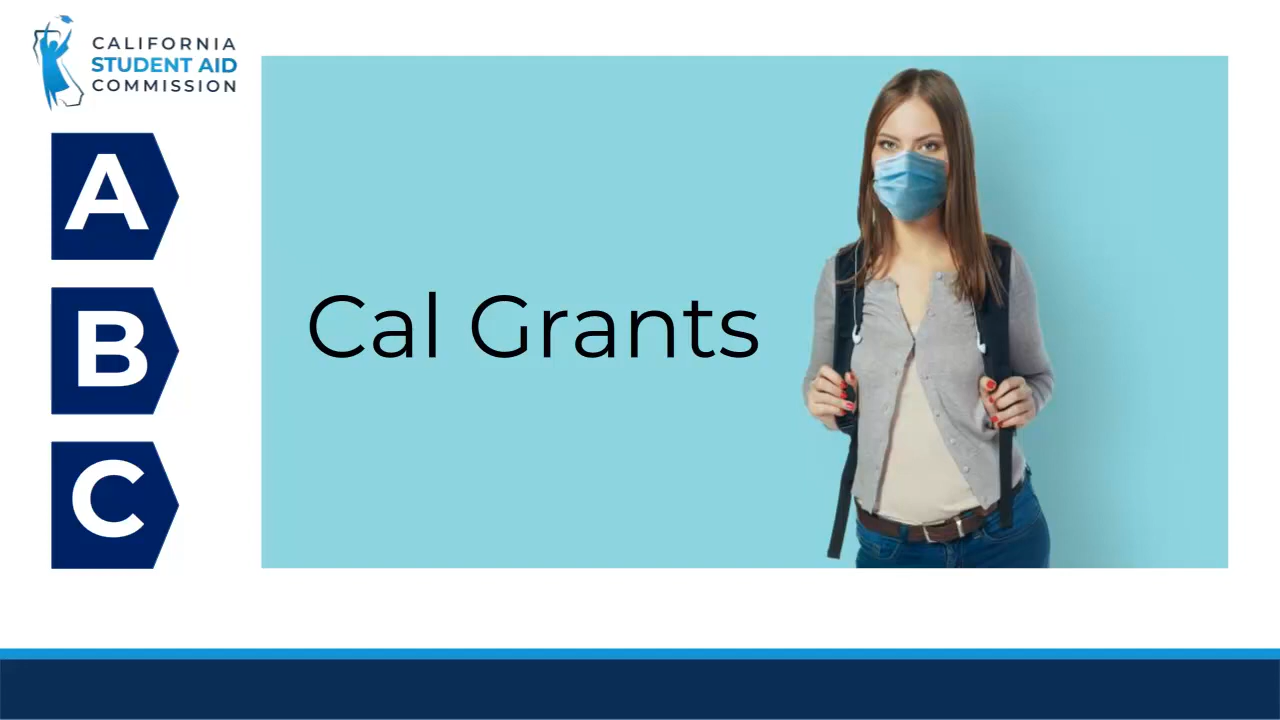 CALIFORNIA
STUDENT AID
COMMISSION
A
B
C
Cal Grants